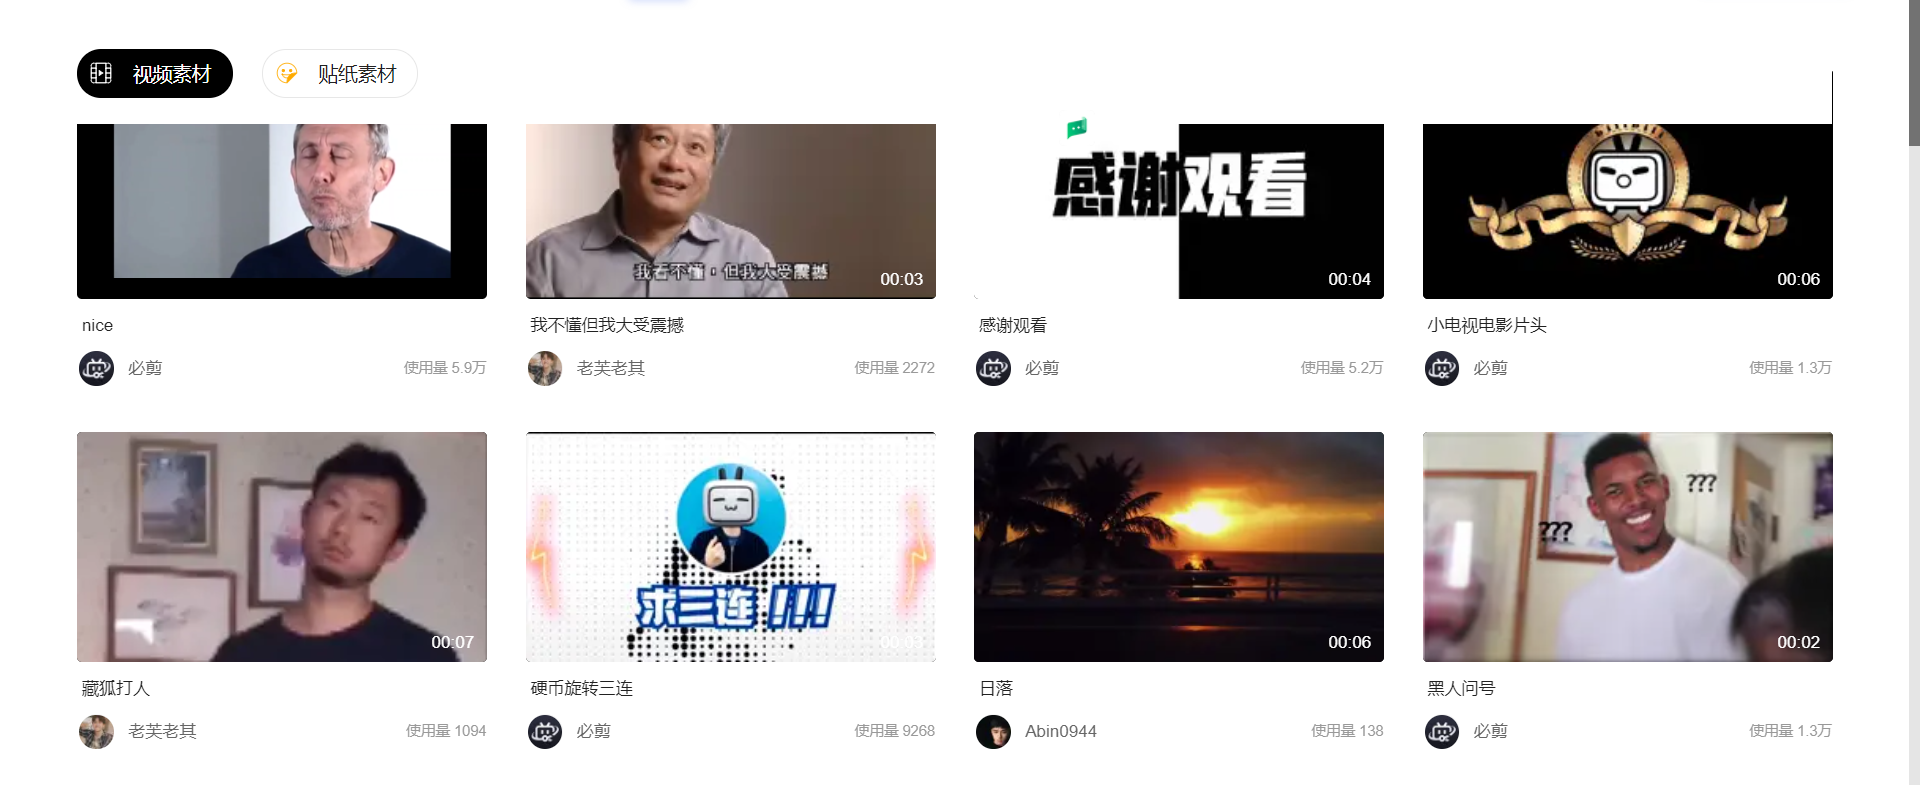 视频素材
贴纸素材
我看不懂，但我大受震撼
00:03
感谢观看
00:04
00:06
nice
我不懂但我大受震撼
感谢观看
小电视电影片头
必剪
使用量 5.9万
老芙老其
使用量 2272
必剪
使用量 5.2万
必剪
使用量 1.3万
00:07
求三连 !!!
00:06
???
???
00:02
藏狐打人
硬币旋转三连
日落
黑人问号
老芙老其
使用量 1094
必剪
使用量 9268
Abin0944
使用量 138
必剪
使用量 1.3万